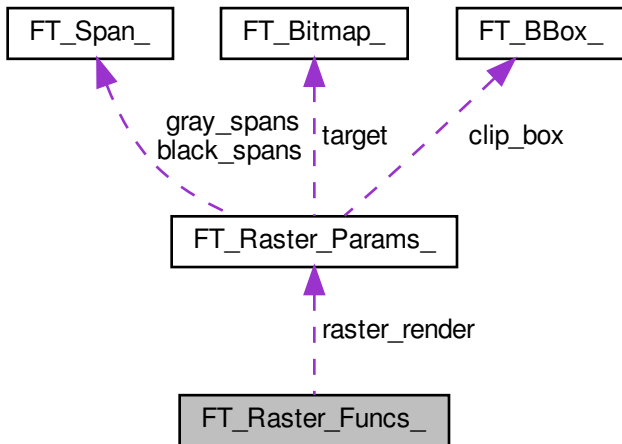 FT_Span_
FT_Bitmap_
FT_BBox_
gray_spans
black_spans
target
clip_box
FT_Raster_Params_
raster_render
FT_Raster_Funcs_